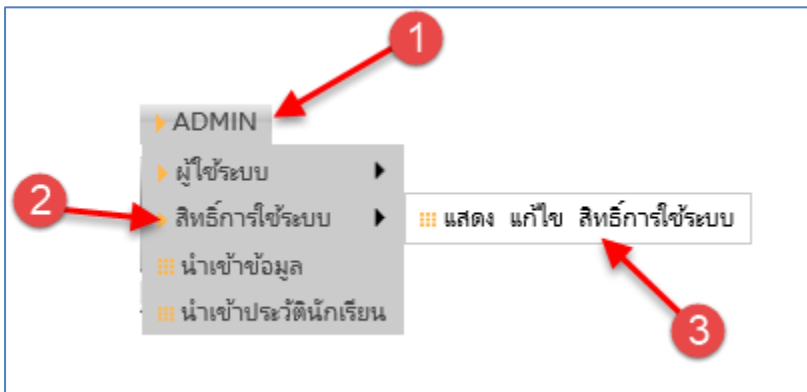 1
ADMIN
ผู้ใช้ระบบ
2
สิทธิ์การใช้ระบบ
แสดง แก้ไข สิทธิ์การใช้ระบบ
นำเข้าข้อมูล
นำเข้าประวัตินักเรียน
3